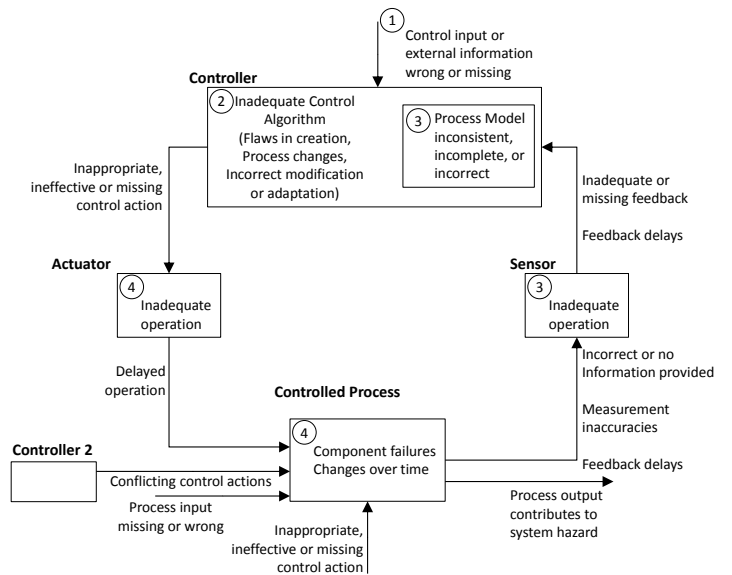 1
Control input or
external information
wrong or missing
Controller
2
Inadequate Control
Algorithm
(Flaws in creation,
Process changes,
Incorrect modification
or adaptation)
3
Process Model
inconsistent,
incomplete, or
incorrect
Inappropriate,
ineffective or missing
control action
Inadequate or
missing feedback
Feedback delays
Actuator
4
Inadequate
operation
Sensor
3
Inadequate
operation
Delayed
operation
Incorrect or no
Information provided
Measurement
inaccuracies
Feedback delays
Controlled Process
4
Component failures
Changes over time
Controller 2
Conflicting control actions
Process input
missing or wrong
Process output
contributes to
system hazard
Inappropriate,
ineffective or missing
control action